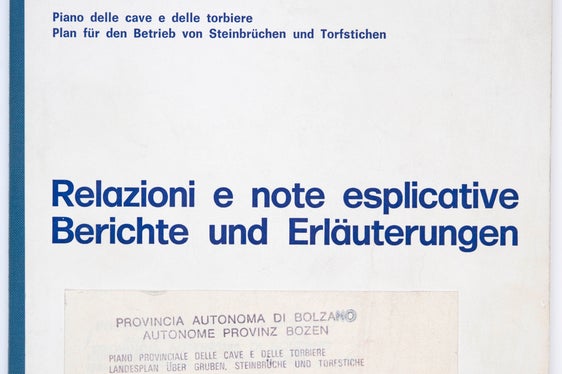 Piano delle cave e delle torbiere
Plan für den Betrieb von Steinbrüchen und Torfstichen
Relazioni e note esplicative
Berichte und Erläuterungen
PROVINCIA AUTONOMA DI BOLZANO
AUTONOME PROVINZ BOZEN
PIANO PROVINCIALE DELLE CAVE E DELLE TORBIERE
LANDESPLAN ÜBER GRUBEN, STEINBRÜCHE UND TORFSTICHE